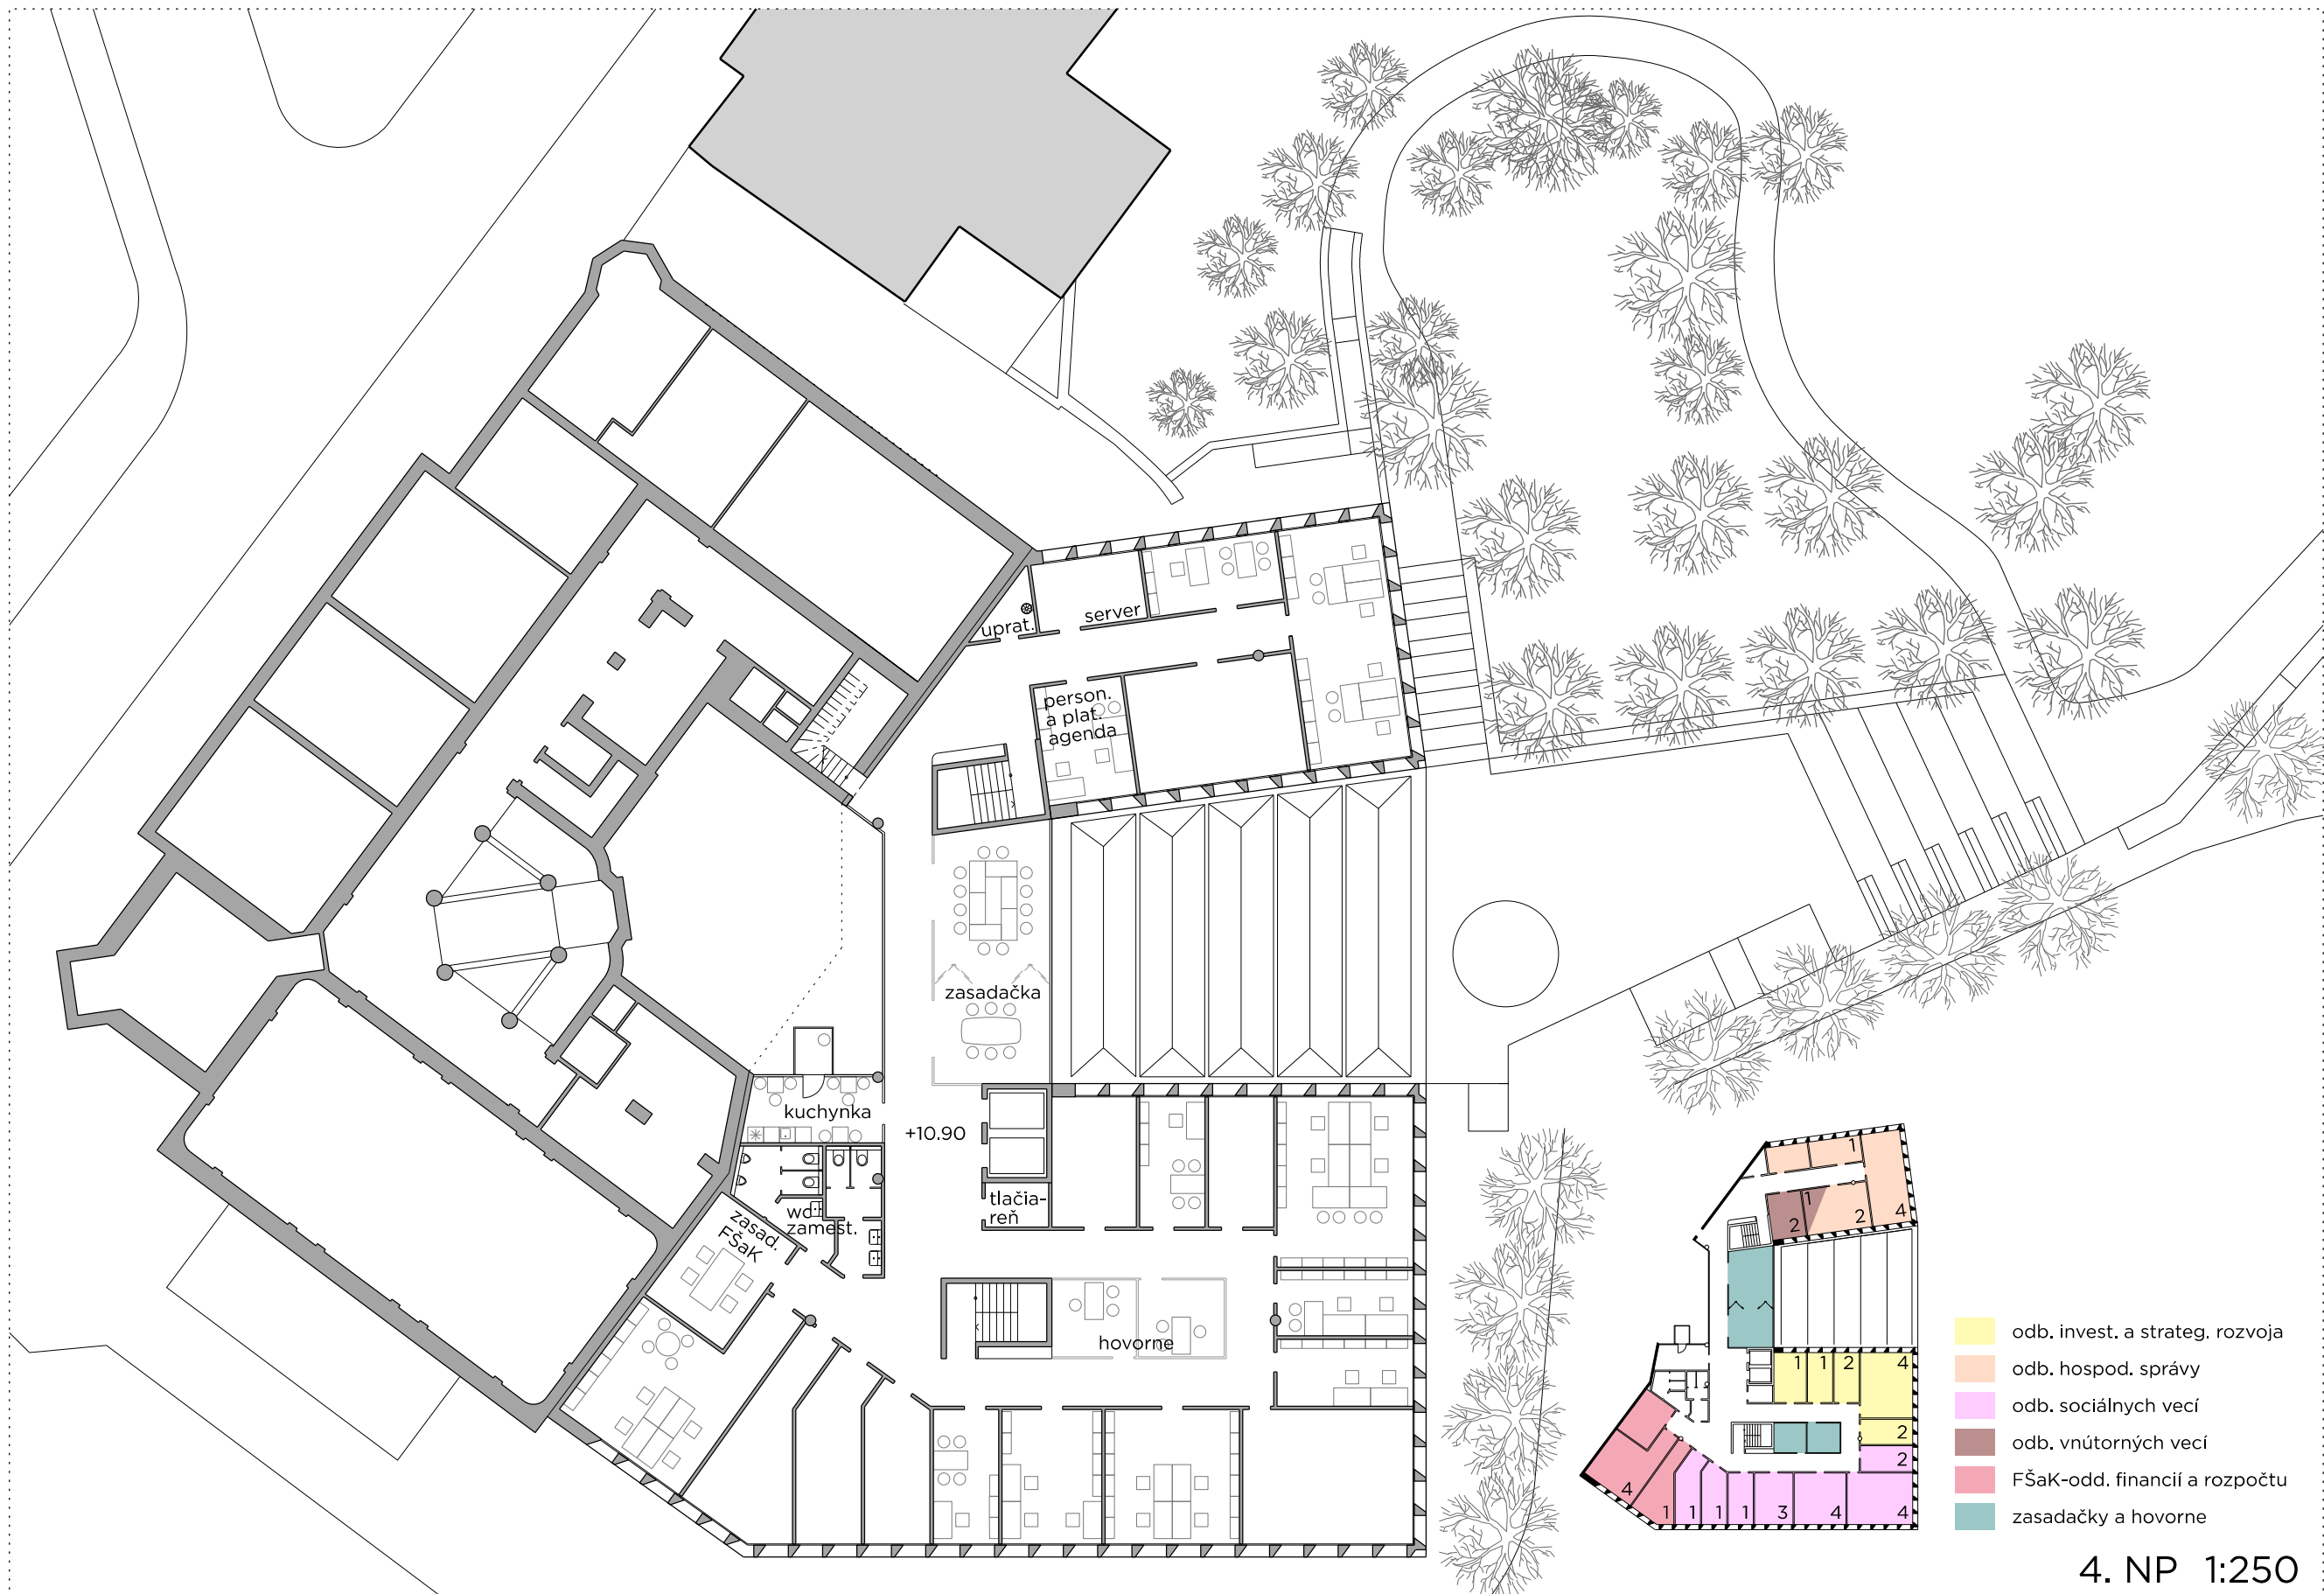 uprat.
server
person.
a plat.
agenda
zasadačka
kuchynka
+10.90
tlačia-
reň
wc
zamest.
zasad.
FŠaK
hovorne
1
1
2
2
4
1
1
2
4
2
2
4
1
1
1
1
3
4
4
odb. invest. a strateg. rozvoja
odb. hospod. správy
odb. sociálnych vecí
odb. vnútorných vecí
FŠaK-odd. financií a rozpočtu
zasadačky a hovorne
4. NP 1:250